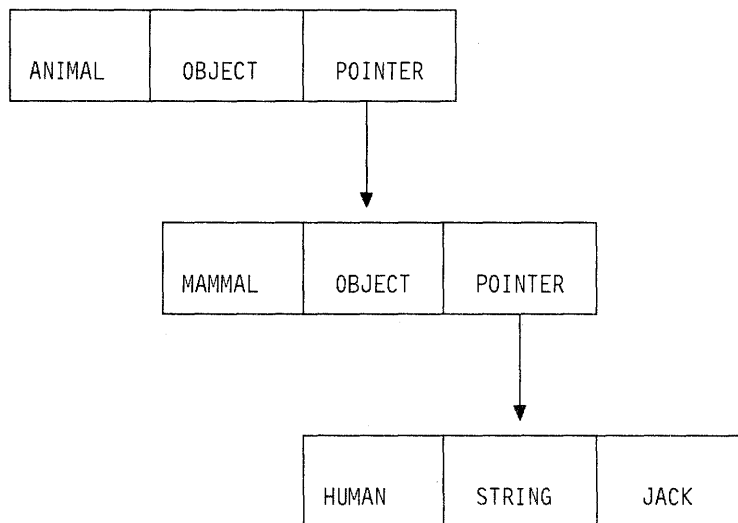 ANIMAL OBJECT POINTER
MAMMAL OBJECT POINTER
HUMAN STRING JACK